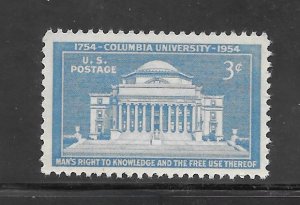 1754-COLUMBIA UNIVERSITY-1954
U.S. POSTAGE
3¢
MAN'S RIGHT TO KNOWLEDGE AND THE FREE USE THEREOF